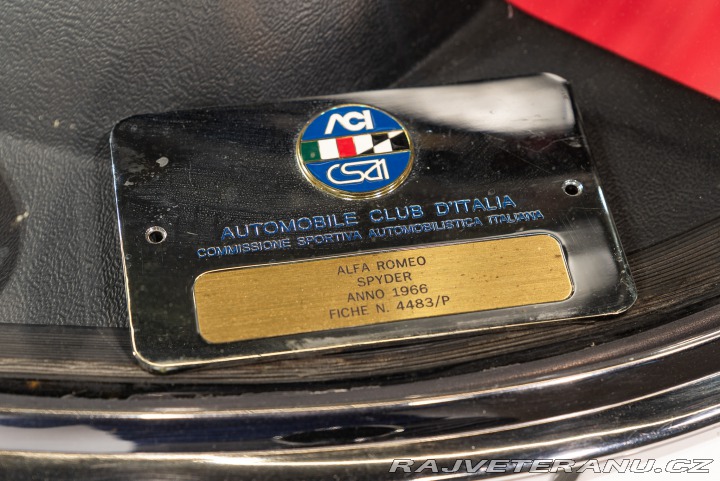 ACI
CSAI
AUTOMOBILE CLUB D'ITALIA
COMMISSIONE SPORTIVA AUTOMOBILISTICA ITALIANA
ALFA ROMEO
SPYDER
ANNO 1966
FICHE N. 4483/P
RAJVETERANU.CZ